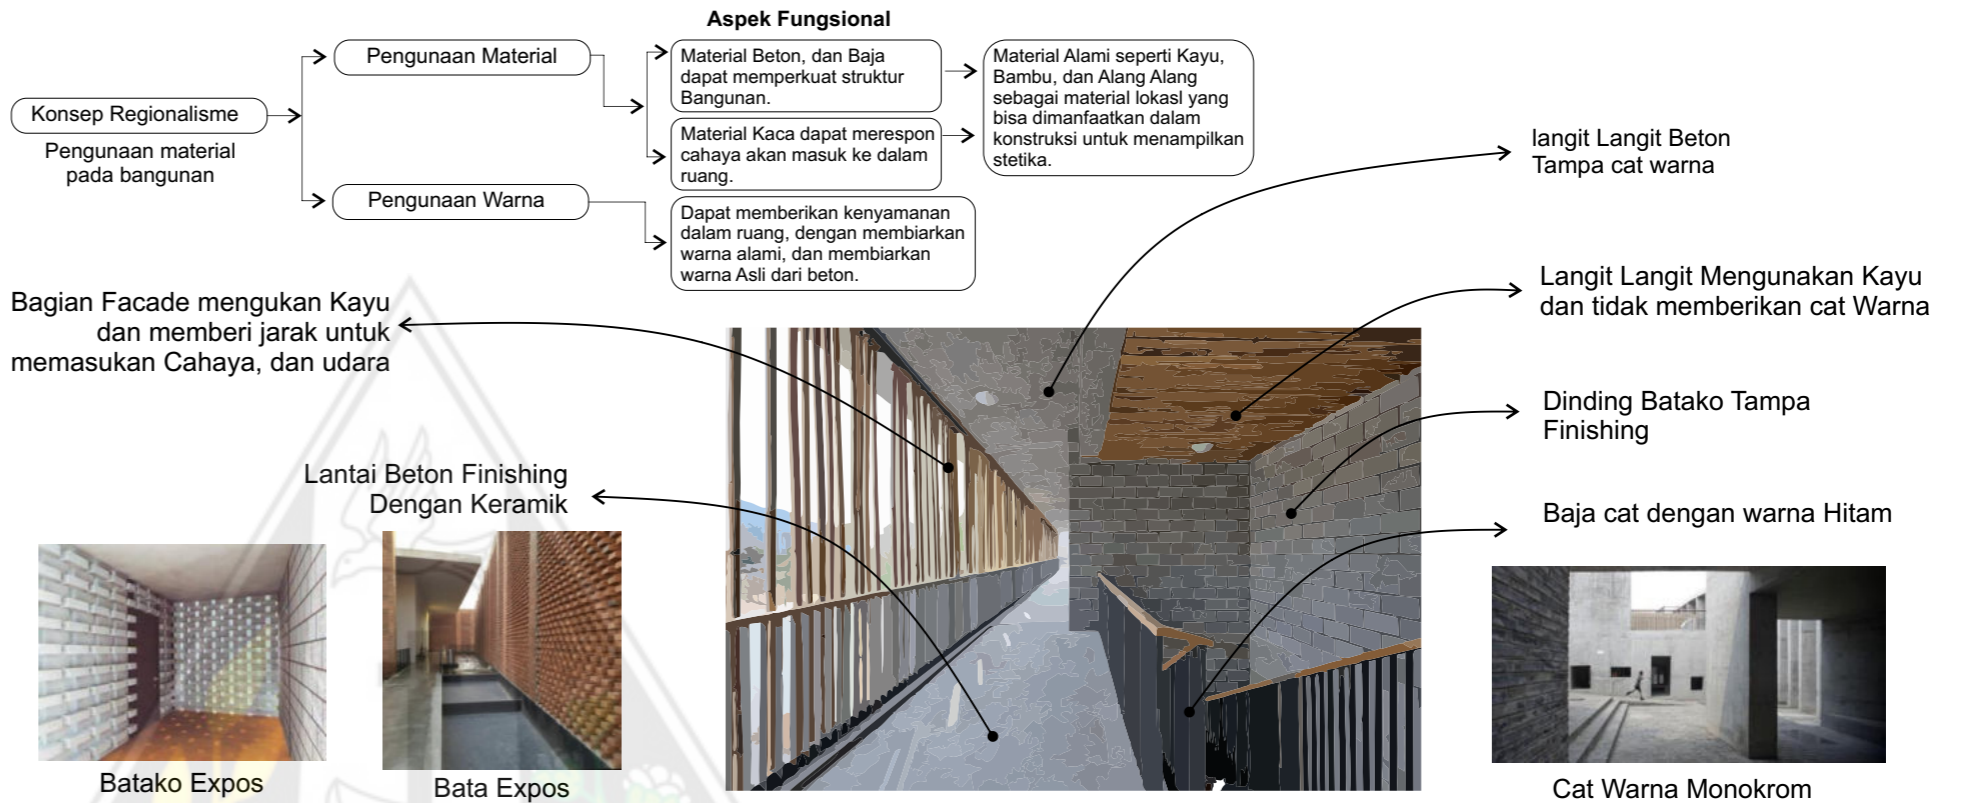 Aspek Fungsional
Konsep Regionalisme
Pengunaan material
pada bangunan
Pengunaan Material
Pengunaan Warna
Material Beton, dan Baja
dapat memperkuat struktur
Bangunan.
Material Kaca dapat merespon
cahaya akan masuk ke dalam
ruang.
Dapat memberikan kenyamanan
dalam ruang, dengan membiarkan
warna alami, dan membiarkan
warna Asli dari beton.
Material Alami seperti Kayu,
Bambu, dan Alang Alang
sebagai material lokasl yang
bisa dimanfaatkan dalam
konstruksi untuk menampilkan
stetika.
langit Langit Beton
Tampa cat warna
Langit Langit Mengunakan Kayu
dan tidak memberikan cat Warna
Dinding Batako Tampa
Finishing
Baja cat dengan warna Hitam
Bagian Facade mengukan Kayu
dan memberi jarak untuk
memasukan Cahaya, dan udara
Lantai Beton Finishing
Dengan Keramik
Batako Expos
Bata Expos
Cat Warna Monokrom